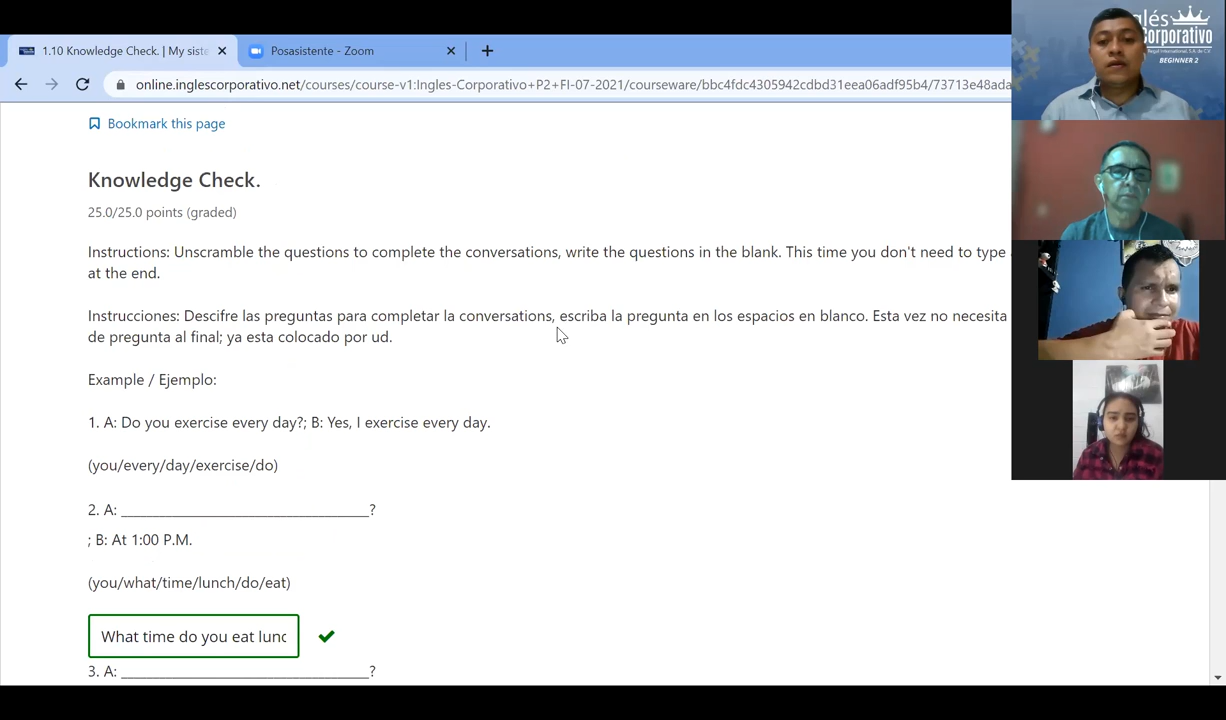 1.10 Knowledge Check. | My siste
Posasistente - Zoom
online.inglescorporativo.net/courses/course-v1:Ingles-Corporativo+P2+FI-07-2021/courseware/bbc4fdc4305942cdbd31eea06adf95b4/73713e48ada
glés
Corporativo
BEGINNER 2
Bookmark this page
Knowledge Check.
25.0/25.0 points (graded)
Instructions: Unscramble the questions to complete the conversations, write the questions in the blank. This time you don't need to type
at the end.
Instrucciones: Descifre las preguntas para completar la conversations, escriba la pregunta en los espacios en blanco. Esta vez no necesita
de pregunta al final; ya esta colocado por ud.
Example / Ejemplo:
1. A: Do you exercise every day?; B: Yes, I exercise every day.
(you/every/day/exercise/do)
2. A: ___________________________________?
; B: At 1:00 P.M.
(you/what/time/lunch/do/eat)
What time do you eat lunc
3. A: ___________________________________?